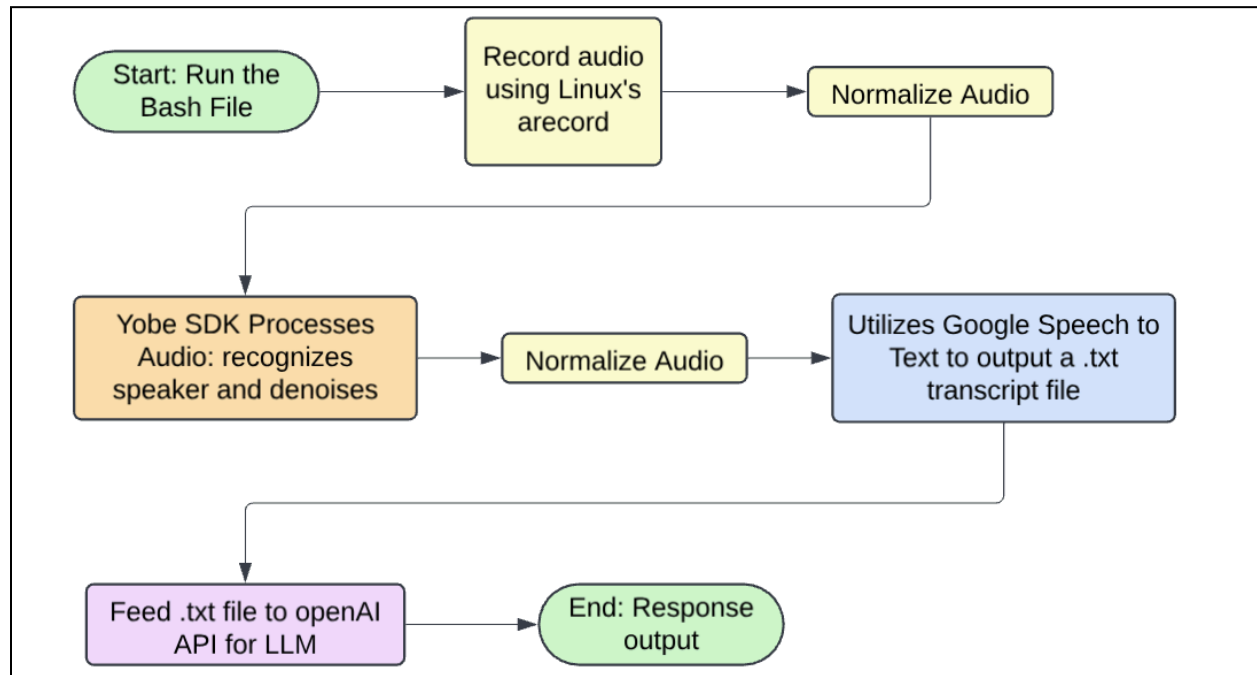 Start: Run the
Bash File
Record audio
using Linux's
arecord
Normalize Audio
Yobe SDK Processes
Audio: recognizes
speaker and denoises
Normalize Audio
Utilizes Google Speech to
Text to output a .txt
transcript file
Feed .txt file to openAI
API for LLM
End: Response
output